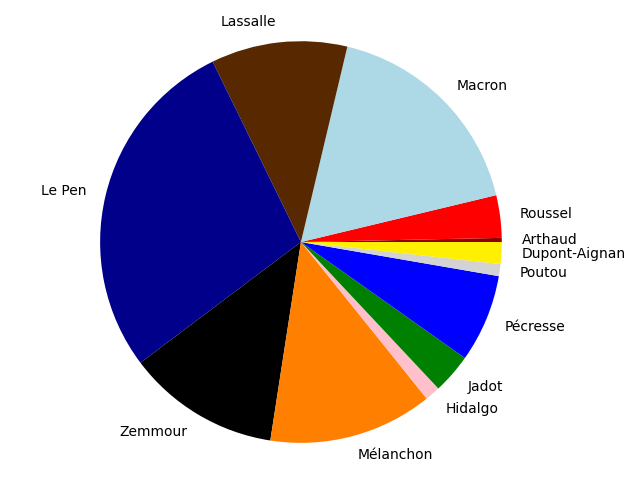 Lassalle
Macron
Le Pen
Roussel
Arthaud
Dupont-Aignan
Poutou
Pécresse
Jadot
Hidalgo
Zemmour
Mélanchon